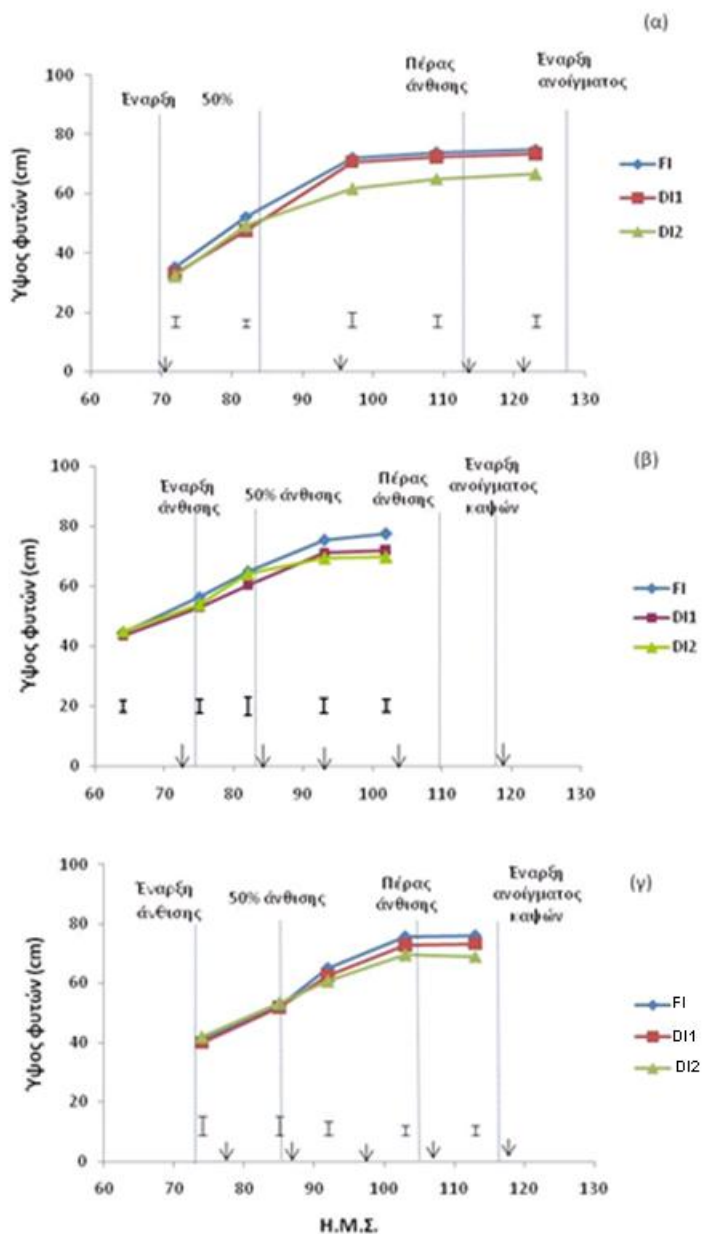 (α)
Έναρξη
50%
Πέρας
άνθισης
Έναρξη
ανοίγματος
Ύψος φυτών (cm)
100
80
60
40
20
0
60 70 80 90 100 110 120 130
FI
DI1
DI2
(β)
Έναρξη
άνθισης
50% άνθισης
Πέρας
άνθισης
Έναρξη
ανοίγματος
καψών
Ύψος φυτών (cm)
100
80
60
40
20
0
60 70 80 90 100 110 120 130
FI
DI1
DI2
(γ)
Έναρξη
άνθισης
50% άνθισης
Πέρας
άνθισης
Έναρξη
ανοίγματος
καψών
Ύψος φυτών (cm)
100
80
60
40
20
0
60 70 80 90 100 110 120 130
FI
DI1
DI2
Η.Μ.Σ.